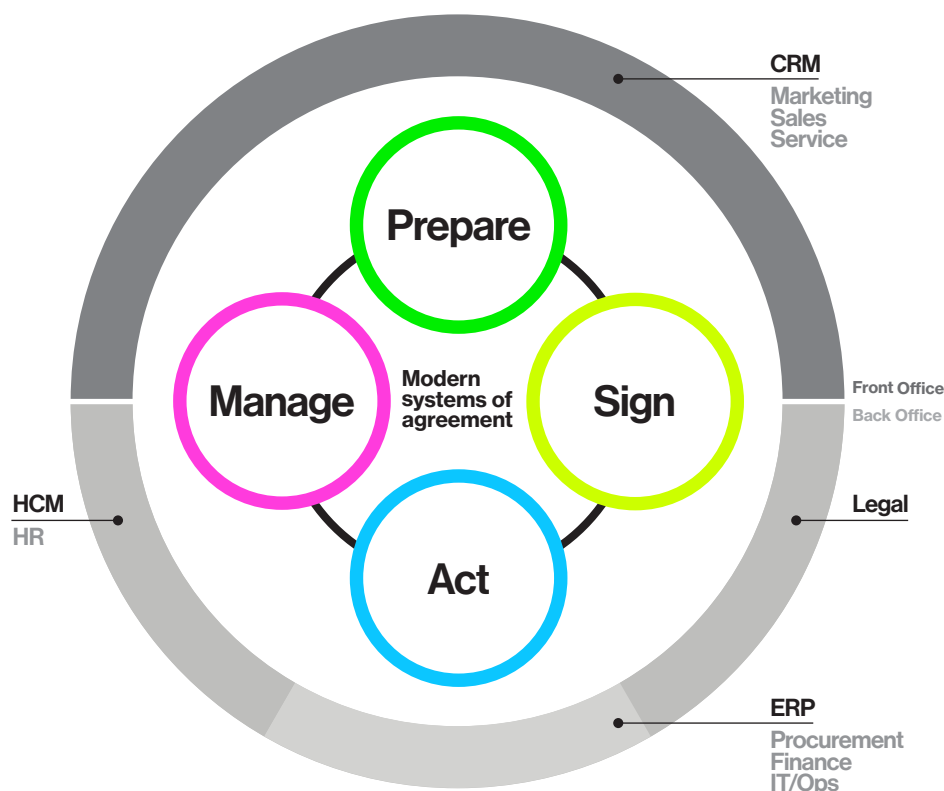 CRM
Marketing
Sales
Service
Prepare
Manage
Modern
systems of
agreement
Sign
Front Office
Back Office
HCM
HR
Legal
Act
ERP
Procurement
Finance
IT/Ops